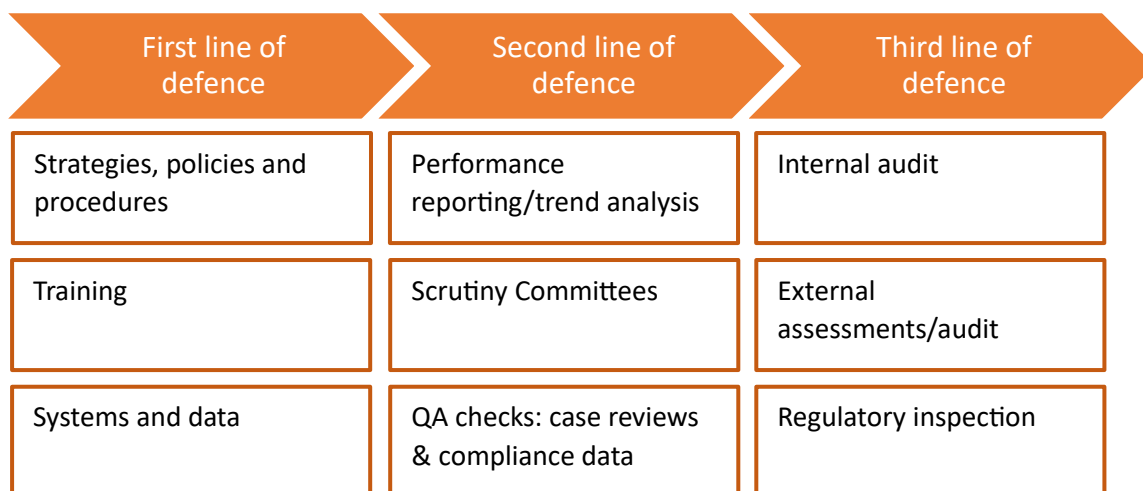 First line of
defence
Second line of
defence
Third line of
defence
Strategies, policies and
procedures
Performance
reporting/trend analysis
Internal audit
Training
Scrutiny Committees
External
assessments/audit
Systems and data
QA checks: case reviews
& compliance data
Regulatory inspection